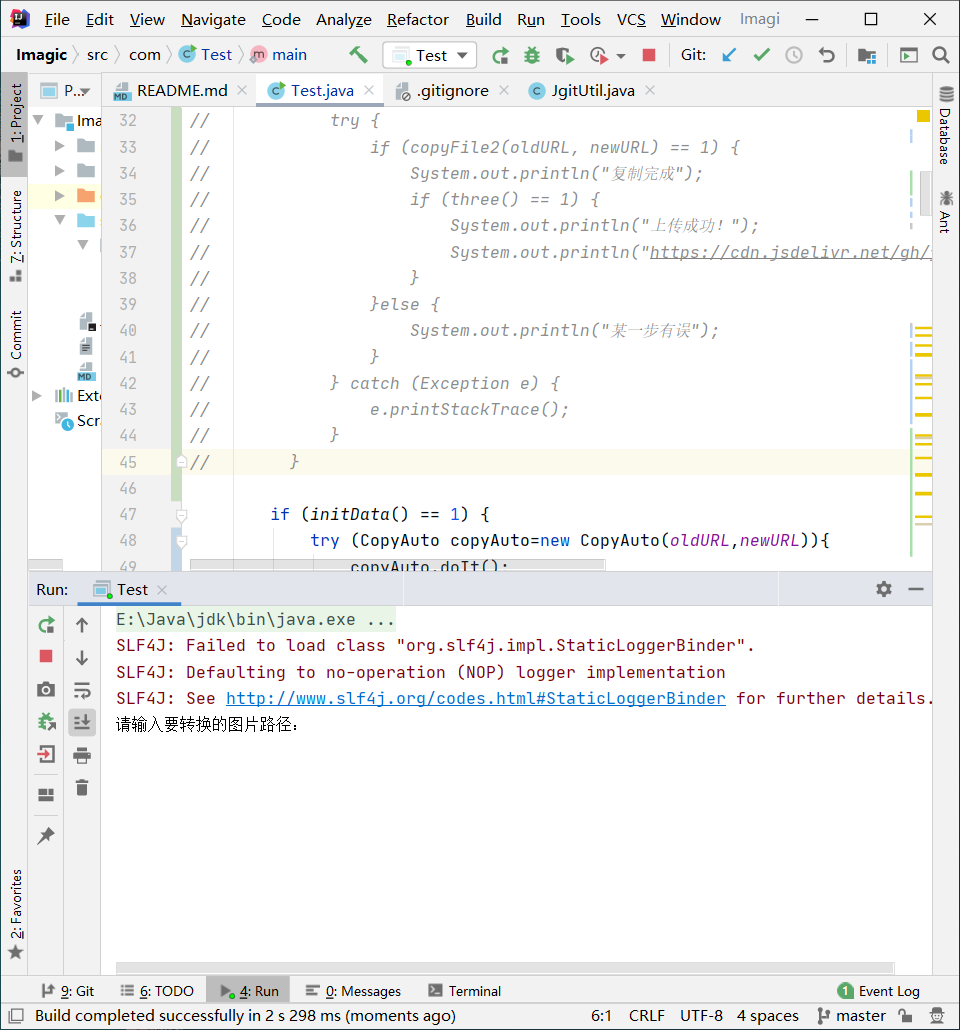 File Edit View Navigate Code Analyze Refactor Build Run Tools VCS Window Imagi
Imagic src com Test main Test Git:
1: Project
7: Structure
Commit
2: Favorites
P...
Ima
Exte
Scra
README.md Test.java .gitignore JgitUtil.java
Database
Ant
32 // try {
33 // if (copyFile2(oldURL, newURL) == 1) {
34 // System.out.println("复制完成");
35 // if (three() == 1) {
36 // System.out.println("上传成功！");
37 // System.out.println("https://cdn.jsdelivr.net/gh/
38 // }
39 // }else {
40 // System.out.println("某一步有误");
41 // }
42 // } catch (Exception e) {
43 // e.printStackTrace();
44 // }
45 // }
46
47 if (initData() == 1) {
48 try (CopyAuto copyAuto=new CopyAuto(oldURL,newURL)){
49 copyAuto.doIt();
Run: Test
E:\Java\jdk\bin\java.exe ...
SLF4J: Failed to load class "org.slf4j.impl.StaticLoggerBinder".
SLF4J: Defaulting to no-operation (NOP) logger implementation
SLF4J: See http://www.slf4j.org/codes.html#StaticLoggerBinder for further details.
请输入要转换的图片路径：
9: Git 6: TODO 4: Run 0: Messages Terminal 1 Event Log
Build completed successfully in 2 s 298 ms (moments ago) 6:1 CRLF UTF-8 4 spaces master